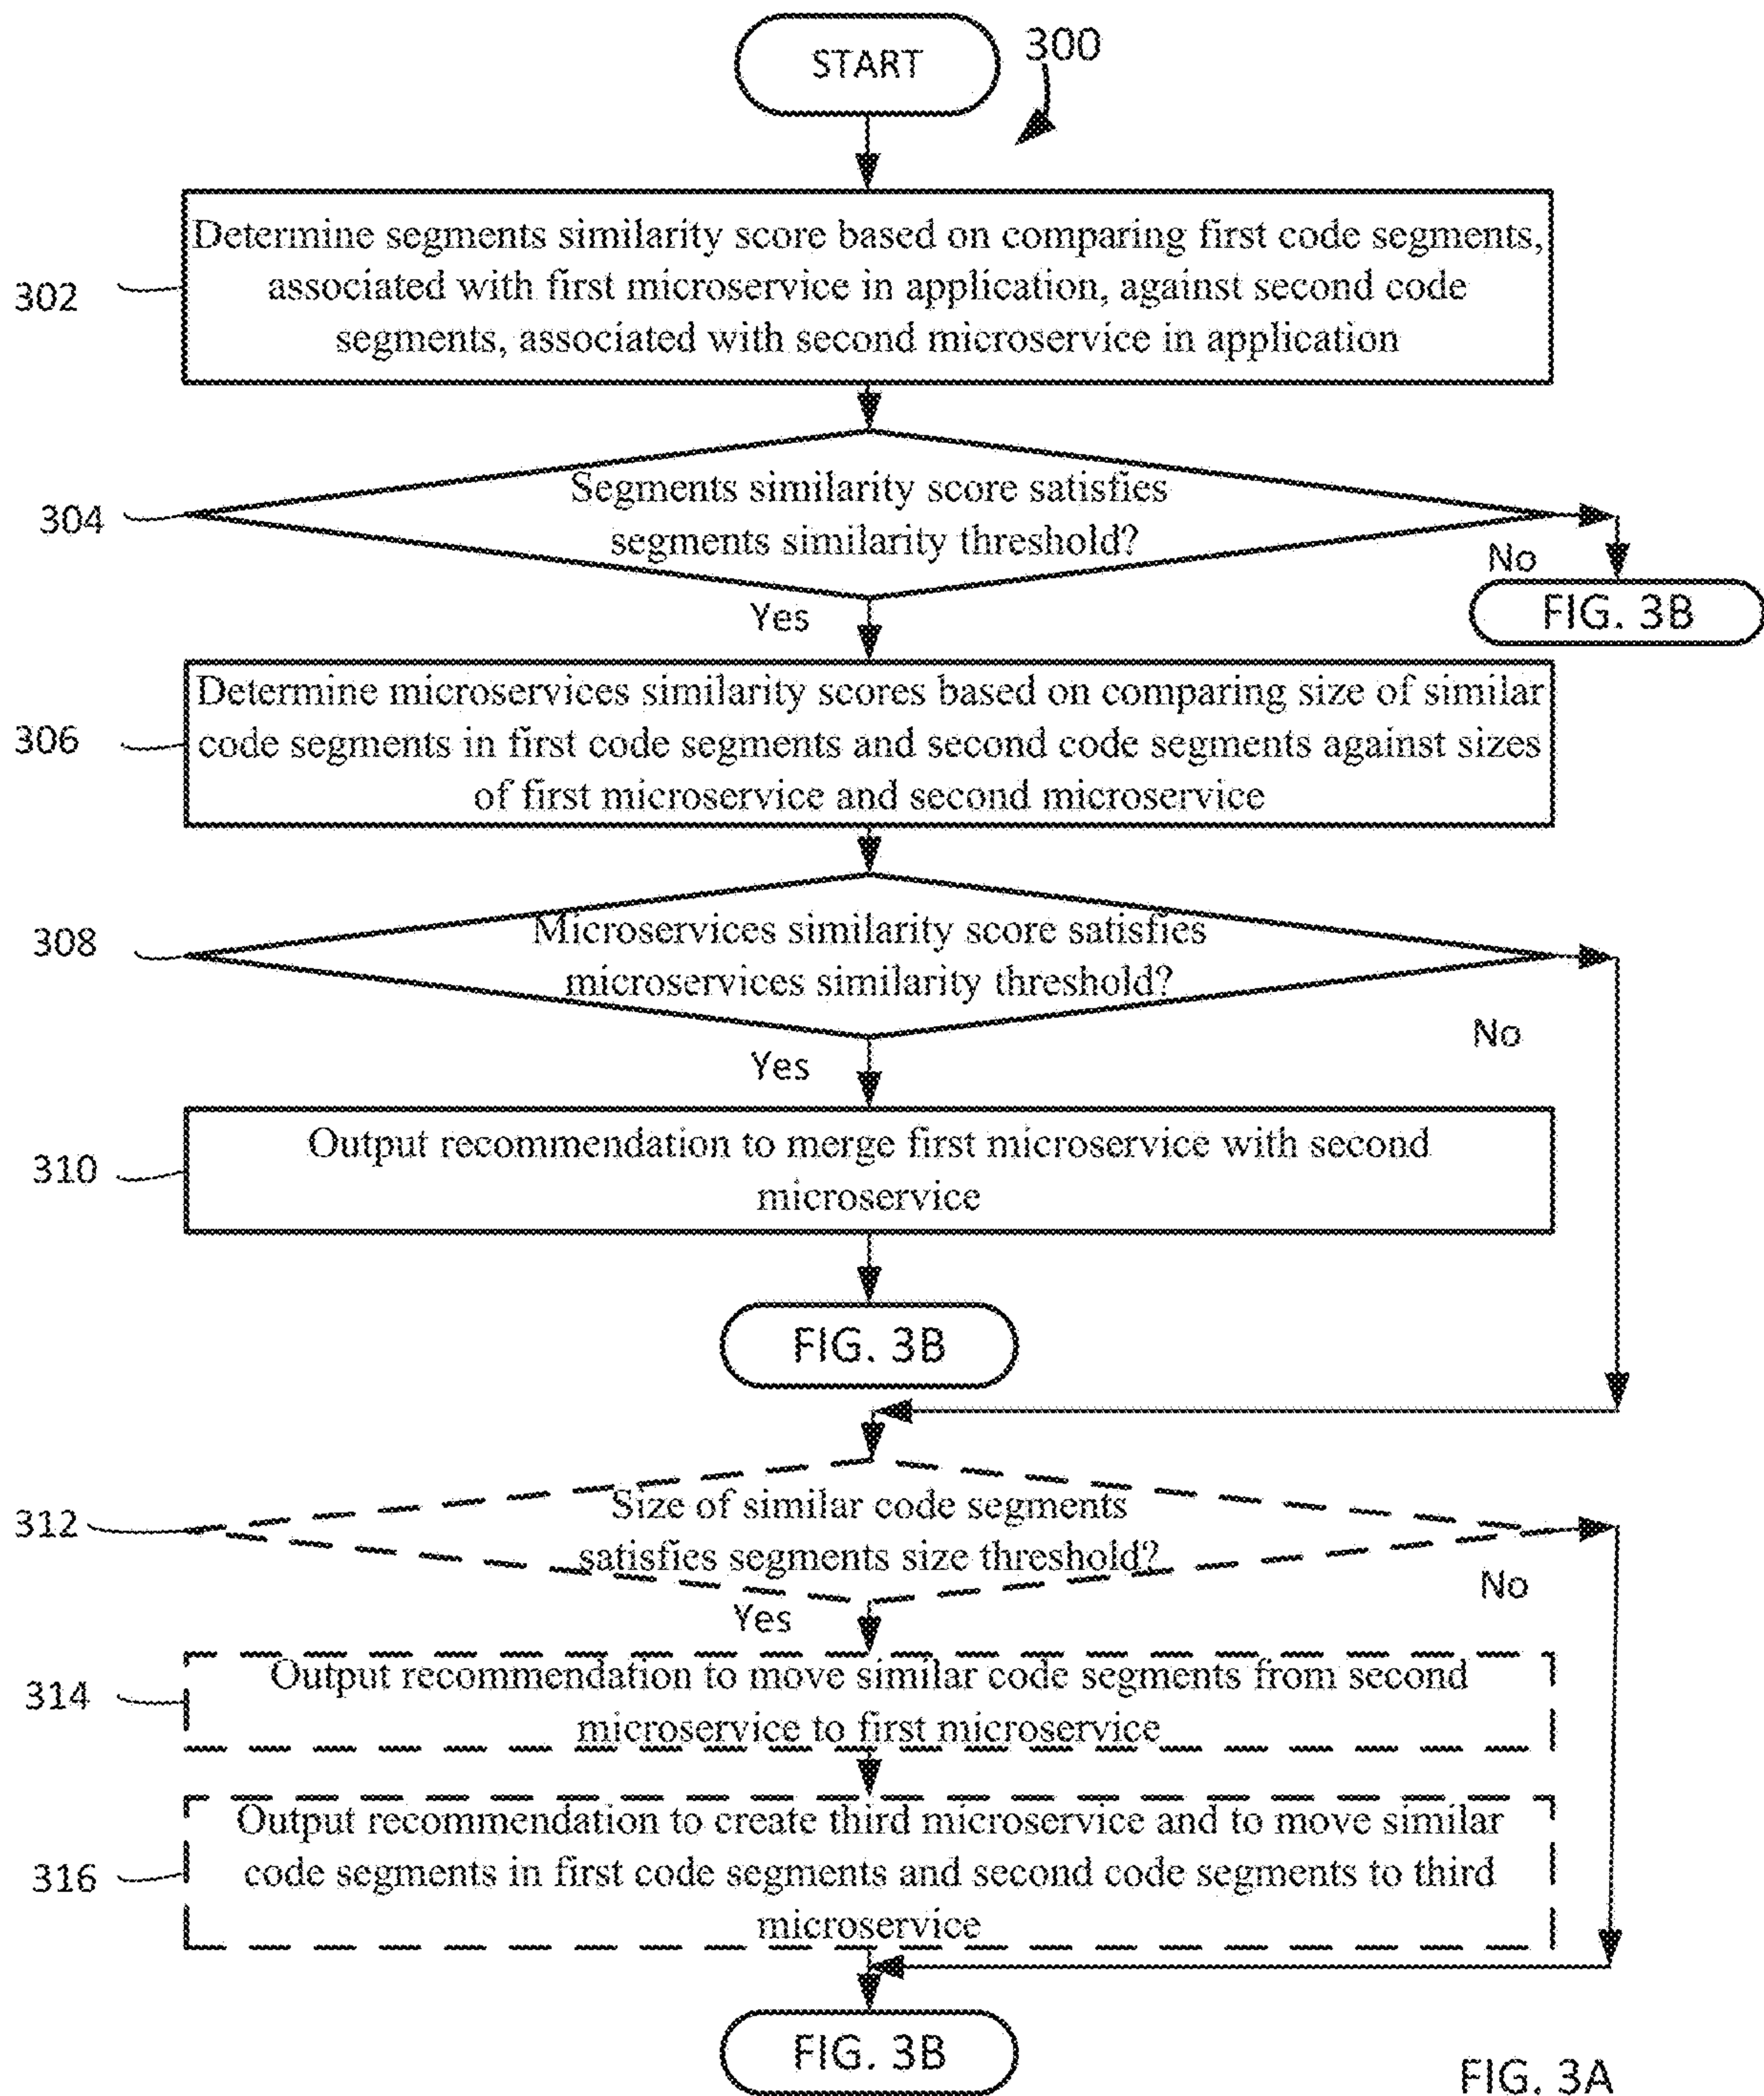 START
300
302
Determine segments similarity score based on comparing first code segments,
associated with first microservice in application, against second code
segments, associated with second microservice in application
304
Segments similarity score satisfies
segments similarity threshold?
No
Yes
FIG. 3B
306
Determine microservices similarity scores based on comparing size of similar
code segments in first code segments and second code segments against sizes
of first microservice and second microservice
308
Microservices similarity score satisfies
microservices similarity threshold?
No
Yes
310
Output recommendation to merge first microservice with second
microservice
FIG. 3B
312
Size of similar code segments
satisfies segments size threshold?
No
Yes
314
Output recommendation to move similar code segments from second
microservice to first microservice
316
Output recommendation to create third microservice and to move similar
code segments in first code segments and second code segments to third
microservice
FIG. 3B
FIG. 3A